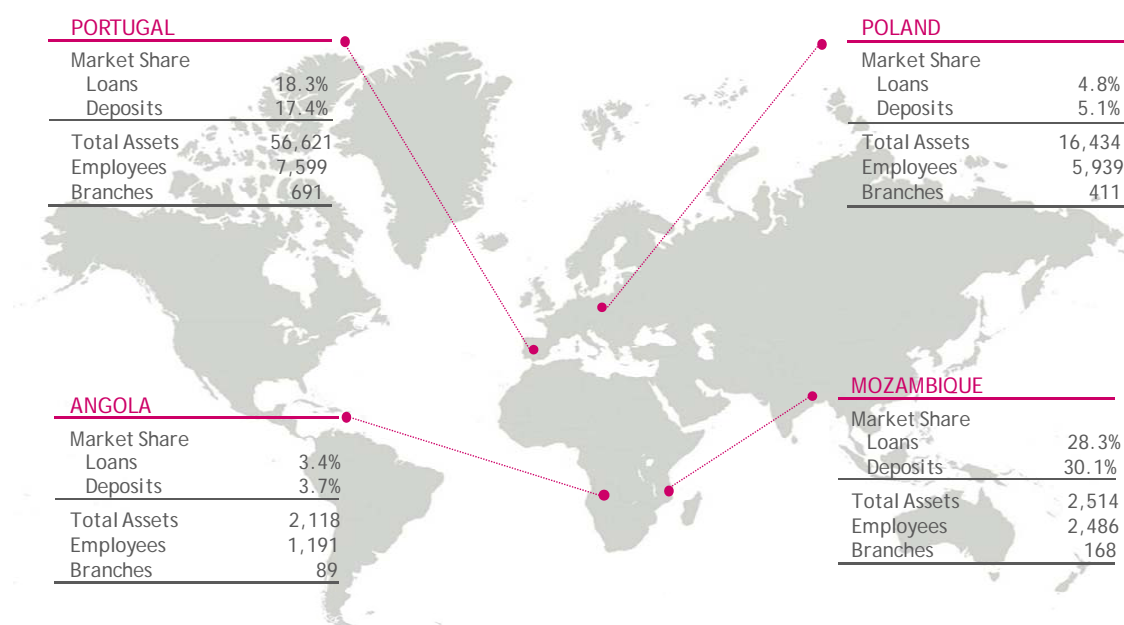 PORTUGAL
Market Share
Loans 18.3%
Deposits 17.4%
Total Assets 56,621
Employees 7,599
Branches 691
POLAND
Market Share
Loans 4.8%
Deposits 5.1%
Total Assets 16,434
Employees 5,939
Branches 411
ANGOLA
Market Share
Loans 3.4%
Deposits 3.7%
Total Assets 2,118
Employees 1,191
Branches 89
MOZAMBIQUE
Market Share
Loans 28.3%
Deposits 30.1%
Total Assets 2,514
Employees 2,486
Branches 168